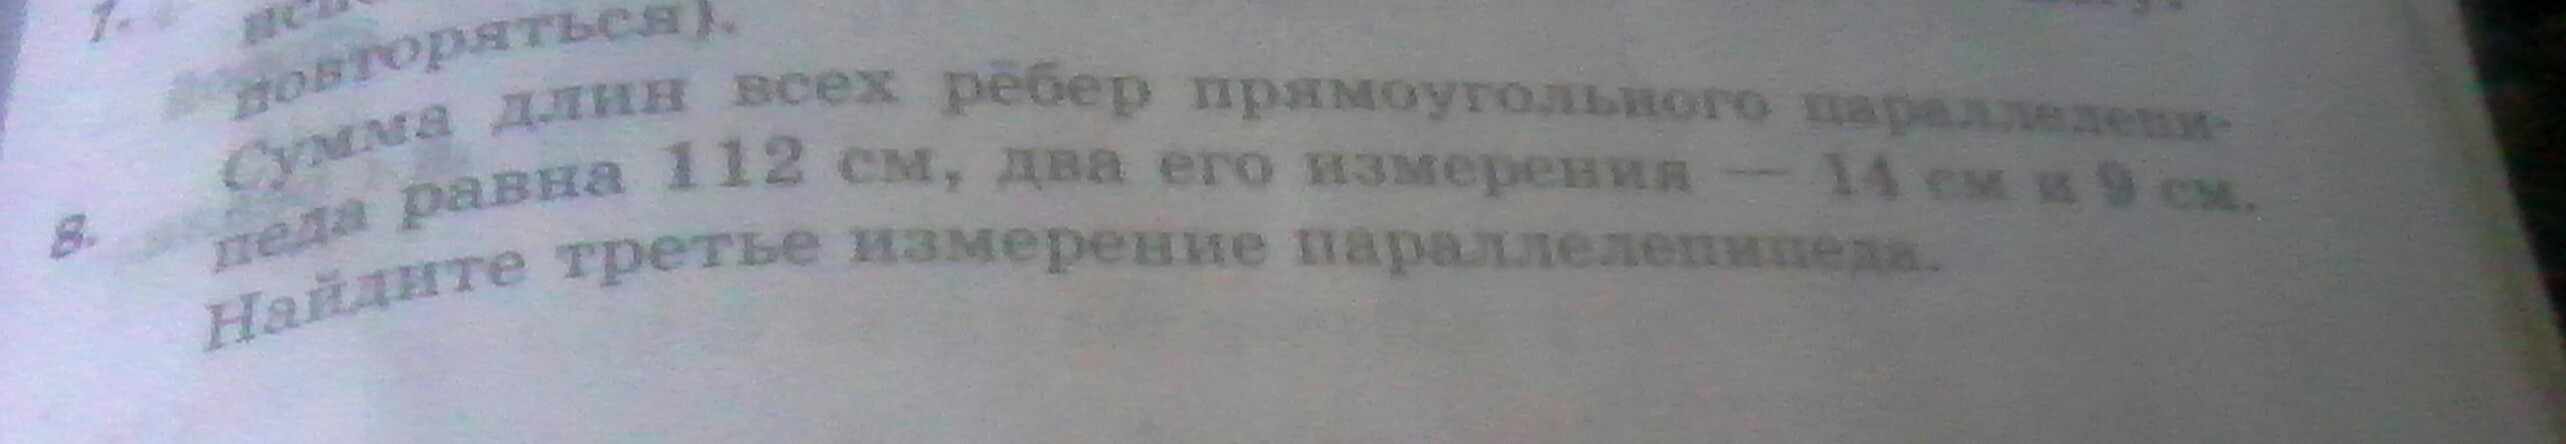 7.
повторяться).
8. Сумма длин всех рёбер прямоугольного параллелепи-
педа равна 112 см, два его измерения — 14 см и 9 см.
Найдите третье измерение параллелепипеда.